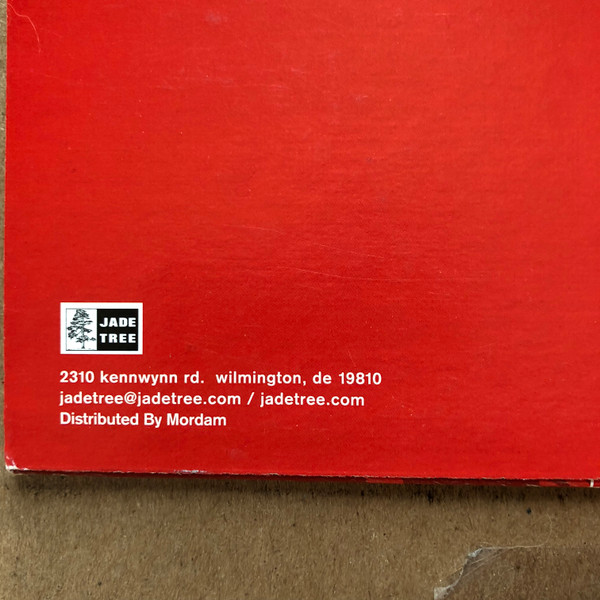 JADE
TREE
2310 kennwynn rd. wilmington, de 19810
jadetree@jadetree.com / jadetree.com
Distributed By Mordam